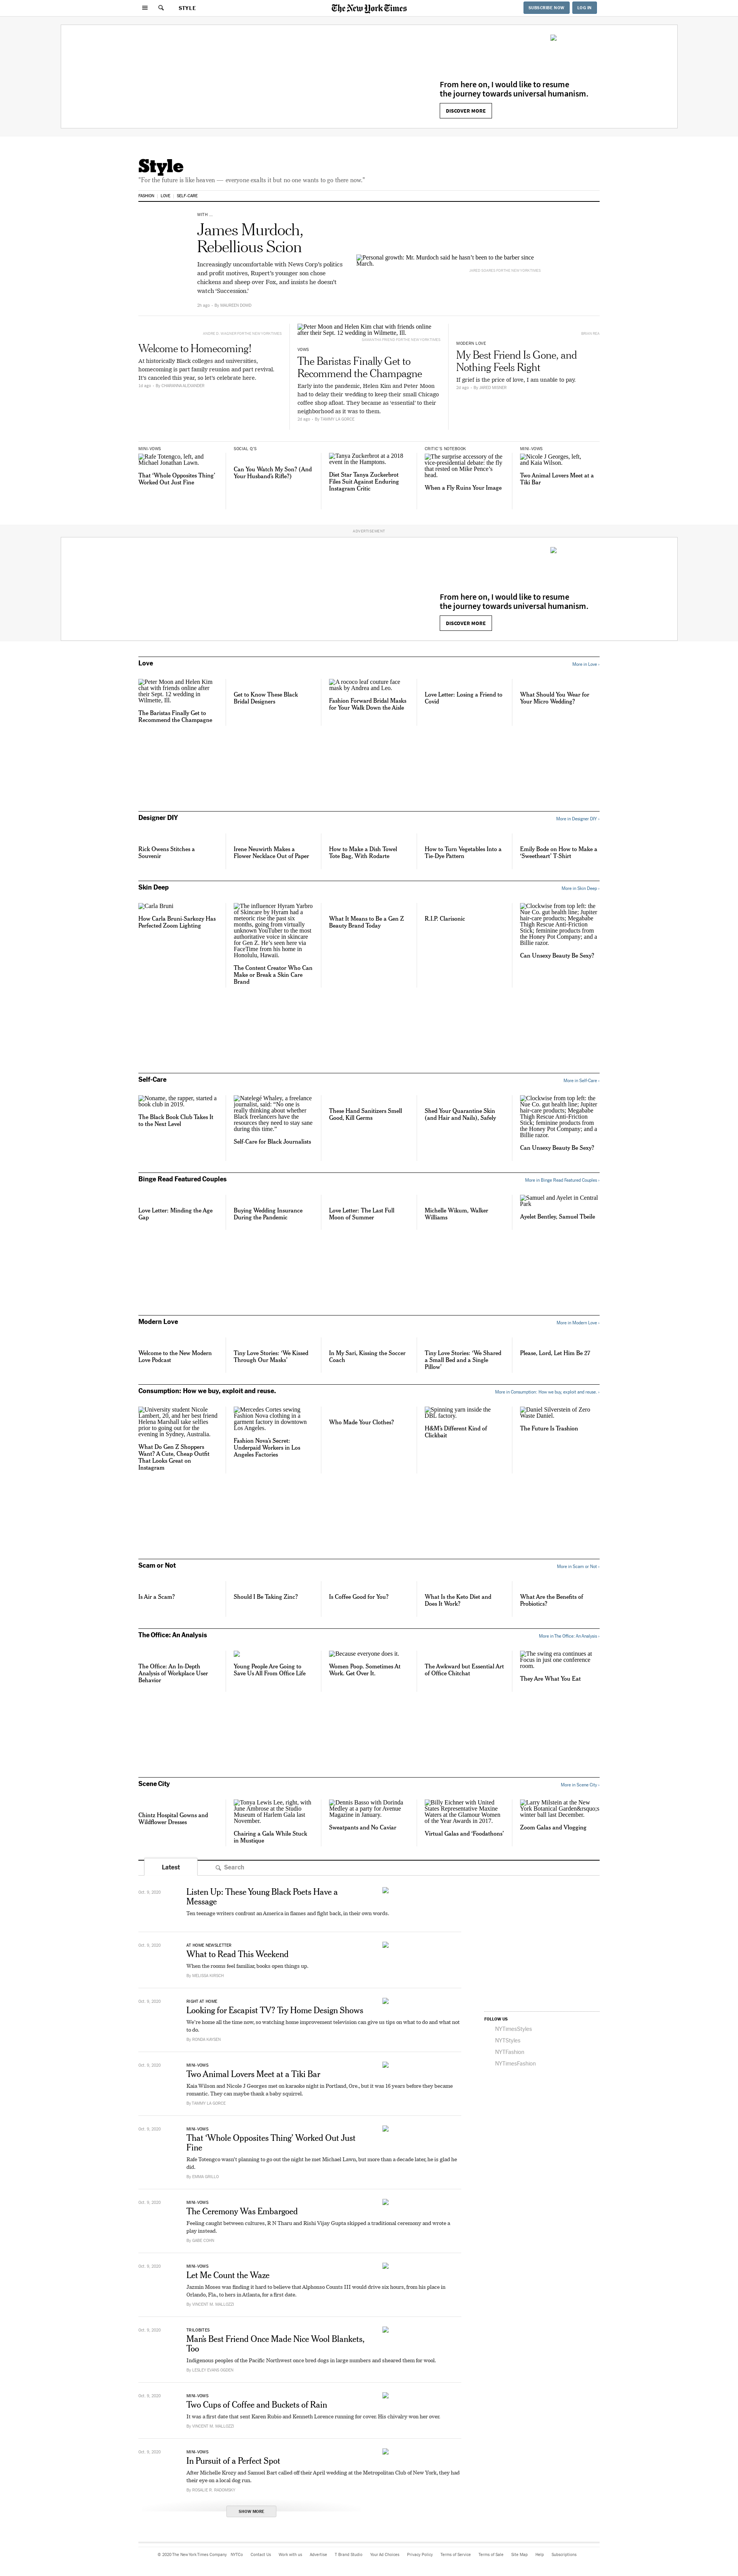 STYLE
The New York Times
SUBSCRIBE NOW
LOG IN
From here on, I would like to resume
the journey towards universal humanism.
DISCOVER MORE
Style
"For the future is like heaven — everyone exalts it but no one wants to go there now."
FASHION
LOVE
SELF-CARE
WITH ...
James Murdoch,
Rebellious Scion
Increasingly uncomfortable with News Corp's politics
and profit motives, Rupert's younger son chose
chickens and sheep over Fox, and insists he doesn't
watch 'Succession.'
2h ago – By MAUREEN DOWD
Personal growth: Mr. Murdoch said he hasn't been to the barber since
March.
Welcome to Homecoming!
At historically Black colleges and universities,
homecoming is part family reunion and part revival.
It's canceled this year, so let's celebrate here.
1d ago – By CHARANNA ALEXANDER
Peter Moon and Helen Kim chat with friends online
after their Sept. 12 wedding in Wilmette, Ill.
SAMANTHA FRIEND FOR THE NEW YORK TIMES
VOWS
The Baristas Finally Get to
Recommend the Champagne
Early into the pandemic, Helen Kim and Peter Moon
had to delay their wedding to keep their small Chicago
coffee shop afloat. They became as 'essential' to their
neighborhood as it was to them.
2d ago – By TAMMY LA GORCE
BRIAN REA
MODERN LOVE
My Best Friend Is Gone, and
Nothing Feels Right
If grief is the price of love, I am unable to pay.
2d ago – By JARED MISNER
MINI-VOWS
Rafe Totengco, left, and
Michael Jonathan Lawn.
That 'Whole Opposites Thing'
Worked Out Just Fine
SOCIAL Q'S
Can You Watch My Son? (And
Your Husband's Rifle?)
Tanya Zuckerbrot at a 2018
event in the Hamptons.
Diet Star Tanya Zuckerbrot
Files Suit Against Enduring
Instagram Critic
CRITIC'S NOTEBOOK
The surprise accessory of the
vice-presidential debate: the fly
that rested on Mike Pence's
head.
When a Fly Ruins Your Image
MINI-VOWS
Nicole J Georges, left,
and Kaia Wilson.
Two Animal Lovers Meet at a
Tiki Bar
ADVERTISEMENT
From here on, I would like to resume
the journey towards universal humanism.
DISCOVER MORE
Love
More in Love ›
Peter Moon and Helen Kim
chat with friends online after
their Sept. 12 wedding in
Wilmette, Ill.
The Baristas Finally Get to
Recommend the Champagne
Get to Know These Black
Bridal Designers
A rococo leaf couture face
mask by Andrea and Leo.
Fashion Forward Bridal Masks
for Your Walk Down the Aisle
Love Letter: Losing a Friend to
Covid
What Should You Wear for
Your Micro Wedding?
Designer DIY
More in Designer DIY ›
Rick Owens Stitches a
Souvenir
Irene Neuwirth Makes a
Flower Necklace Out of Paper
How to Make a Dish Towel
Tote Bag, With Rodarte
How to Turn Vegetables Into a
Tie-Dye Pattern
Emily Bode on How to Make a
'Sweetheart' T-Shirt
Skin Deep
More in Skin Deep ›
Carla Bruni
How Carla Bruni-Sarkozy Has
Perfected Zoom Lighting
The influencer Hyram Yarbro
of Skincare by Hyram had a
meteoric rise the past six
months, going from virtually
unknown YouTuber to the most
authoritative voice in skincare
for Gen Z. He's seen here via
FaceTime from his home in
Honolulu, Hawaii.
The Content Creator Who Can
Make or Break a Skin Care
Brand
What It Means to Be a Gen Z
Beauty Brand Today
R.I.P. Clarisonic
Clockwise from top left: the
Nue Co. gut health line; Jupiter
hair-care products; Megababe
Thigh Rescue Anti-Friction
Stick; feminine products from
the Honey Pot Company; and a
Billie razor.
Can Unsexy Beauty Be Sexy?
Self-Care
More in Self-Care ›
Noname, the rapper, started a
book club in 2019.
The Black Book Club Takes It
to the Next Level
Natelegé Whaley, a freelance
journalist, said: "No one is
really thinking about whether
Black freelancers have the
resources they need to stay sane
during this time."
Self-Care for Black Journalists
These Hand Sanitizers Smell
Good, Kill Germs
Shed Your Quarantine Skin
(and Hair and Nails), Safely
Clockwise from top left: the
Nue Co. gut health line; Jupiter
hair-care products; Megababe
Thigh Rescue Anti-Friction
Stick; feminine products from
the Honey Pot Company; and a
Billie razor.
Can Unsexy Beauty Be Sexy?
Binge Read Featured Couples
More in Binge Read Featured Couples ›
Love Letter: Minding the Age
Gap
Buying Wedding Insurance
During the Pandemic
Love Letter: The Last Full
Moon of Summer
Michelle Wikum, Walker
Williams
Samuel and Ayelet in Central
Park
Ayelet Bentley, Samuel Thede
Modern Love
More in Modern Love ›
Welcome to the New Modern
Love Podcast
Tiny Love Stories: 'We Kissed
Through Our Masks'
In My Sari, Kissing the Soccer
Coach
Tiny Love Stories: 'We Shared
a Small Bed and a Single
Pillow'
Please, Lord, Let Him Be 27
Consumption: How we buy, exploit and reuse.
More in Consumption: How we buy, exploit and reuse. ›
University student Nicole
Lambert, 20, and her best friend
Helena Marshall take selfies
prior to going out for the
evening in Sydney, Australia.
What Do Gen Z Shoppers
Want? A Cute, Cheap Outfit
That Looks Great on
Instagram
Mercedes Cortes sewing
Fashion Nova clothing in a
garment factory in downtown
Los Angeles.
Fashion Nova's Secret:
Underpaid Workers in Los
Angeles Factories
Who Made Your Clothes?
Spinning yarn inside the
DBL factory.
H&M's Different Kind of
Clickbait
Daniel Silverstein of Zero
Waste Daniel.
The Future Is Trashion
Scam or Not
More in Scam or Not ›
Is Air a Scam?
Should I Be Taking Zinc?
Is Coffee Good for You?
What Is the Keto Diet and
Does It Work?
What Are the Benefits of
Probiotics?
The Office: An Analysis
More in The Office: An Analysis ›
The Office: An In-Depth
Analysis of Workplace User
Behavior
Young People Are Going to
Save Us All From Office Life
Because everyone does it.
Women Poop. Sometimes At
Work. Get Over It.
The Awkward but Essential Art
of Office Chitchat
The swing era continues at
Focus in just one conference
room.
They Are What You Eat
Scene City
More in Scene City ›
Chintz Hospital Gowns and
Wildflower Dresses
Tonya Lewis Lee, right, with
June Ambrose at the Studio
Museum of Harlem Gala last
November.
Chairing a Gala While Stuck
in Mustique
Dennis Basso with Dorinda
Medley at a party for Avenue
Magazine in January.
Sweatpants and No Caviar
Billy Eichner with United
States Representative Maxine
Waters at the Glamour Women
of the Year Awards in 2017.
Virtual Galas and 'Foodathons'
Larry Milstein at the New
York Botanical Garden&rsquo;s
winter ball last December.
Zoom Galas and Vlogging
Latest
Search
Oct. 9, 2020
Listen Up: These Young Black Poets Have a
Message
Ten teenage writers confront an America in flames and fight back, in their own words.
Oct. 9, 2020
AT HOME NEWSLETTER
What to Read This Weekend
When the rooms feel familiar, books open things up.
By MELISSA KIRSCH
Oct. 9, 2020
RIGHT AT HOME
Looking for Escapist TV? Try Home Design Shows
We're home all the time now, so watching home improvement television can give us tips on what to do and what not
to do.
By RONDA KAYSEN
Oct. 9, 2020
MINI-VOWS
Two Animal Lovers Meet at a Tiki Bar
Kaia Wilson and Nicole J Georges met on karaoke night in Portland, Ore., but it was 16 years before they became
romantic. They can maybe thank a baby squirrel.
By TAMMY LA GORCE
Oct. 9, 2020
MINI-VOWS
That 'Whole Opposites Thing' Worked Out Just
Fine
Rafe Totengco wasn't planning to go out the night he met Michael Lawn, but more than a decade later, he is glad he
did.
By EMMA GRILLO
Oct. 9, 2020
MINI-VOWS
The Ceremony Was Embargoed
Feeling caught between cultures, R N Tharu and Rishi Vijay Gupta skipped a traditional ceremony and wrote a
play instead.
By GABE COHN
Oct. 9, 2020
MINI-VOWS
Let Me Count the Waze
Jazmin Moses was finding it hard to believe that Alphonso Counts III would drive six hours, from his place in
Orlando, Fla., to hers in Atlanta, for a first date.
By VINCENT M. MALLOZZI
Oct. 9, 2020
TRILOBITES
Man's Best Friend Once Made Nice Wool Blankets,
Too
Indigenous peoples of the Pacific Northwest once bred dogs in large numbers and sheared them for wool.
By LESLEY EVANS OGDEN
Oct. 9, 2020
MINI-VOWS
Two Cups of Coffee and Buckets of Rain
It was a first date that sent Karen Rubio and Kenneth Lorence running for cover. His chivalry won her over.
By VINCENT M. MALLOZZI
Oct. 9, 2020
MINI-VOWS
In Pursuit of a Perfect Spot
After Michelle Krozy and Samuel Bart called off their April wedding at the Metropolitan Club of New York, they had
their eye on a local dog run.
By ROSALIE R. RADOMSKY
SHOW MORE
FOLLOW US
NYTimesStyles
NYTStyles
NYTFashion
NYTimesFashion
© 2020 The New York Times Company
NYTCo
Contact Us
Work with us
Advertise
T Brand Studio
Your Ad Choices
Privacy Policy
Terms of Service
Terms of Sale
Site Map
Help
Subscriptions